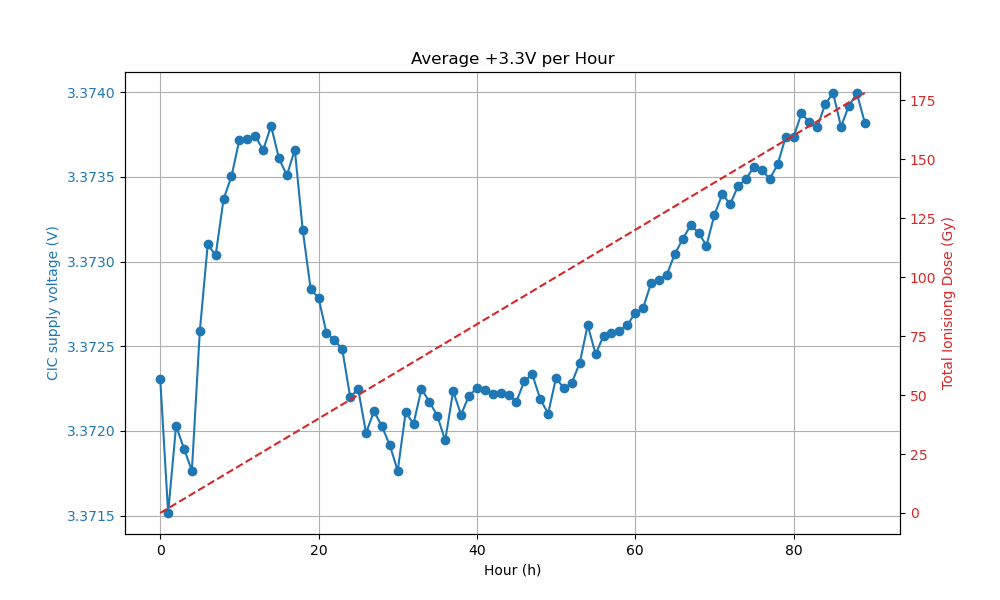 Average +3.3V per Hour
CIC supply voltage (V)
3.3740
3.3735
3.3730
3.3725
3.3720
3.3715
0 20 40 60 80
Hour (h)
175
150
125
100
75
50
25
0
Total Ionisiong Dose (Gy)